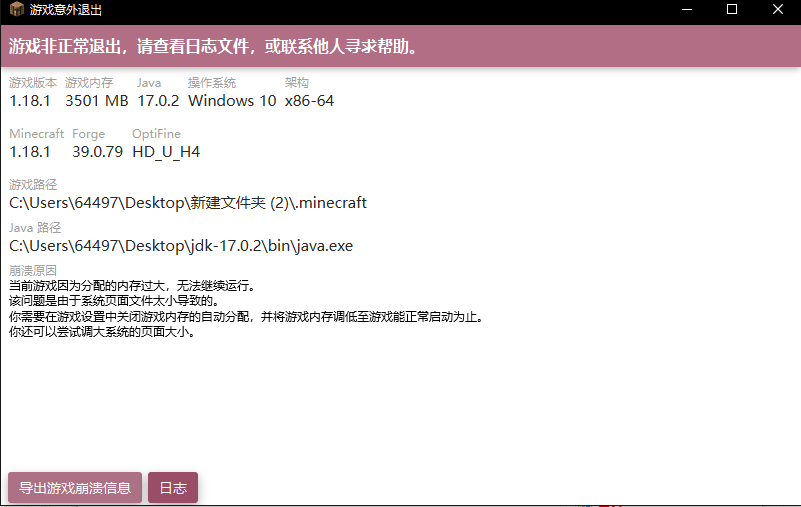 游戏意外退出
游戏非正常退出，请查看日志文件，或联系他人寻求帮助。
游戏版本 游戏内存 Java 操作系统 架构
1.18.1 3501 MB 17.0.2 Windows 10 x86-64
Minecraft Forge OptiFine
1.18.1 39.0.79 HD_U_H4
游戏路径
C:\Users\64497\Desktop\新建文件夹 (2)\.minecraft
Java 路径
C:\Users\64497\Desktop\jdk-17.0.2\bin\java.exe
崩溃原因
当前游戏因为分配的内存过大，无法继续运行。
该问题是由于系统页面文件太小导致的。
你需要在游戏设置中关闭游戏内存的自动分配，并将游戏内存调低至游戏能正常启动为止。
你还可以尝试调大系统的页面大小。
导出游戏崩溃信息 日志